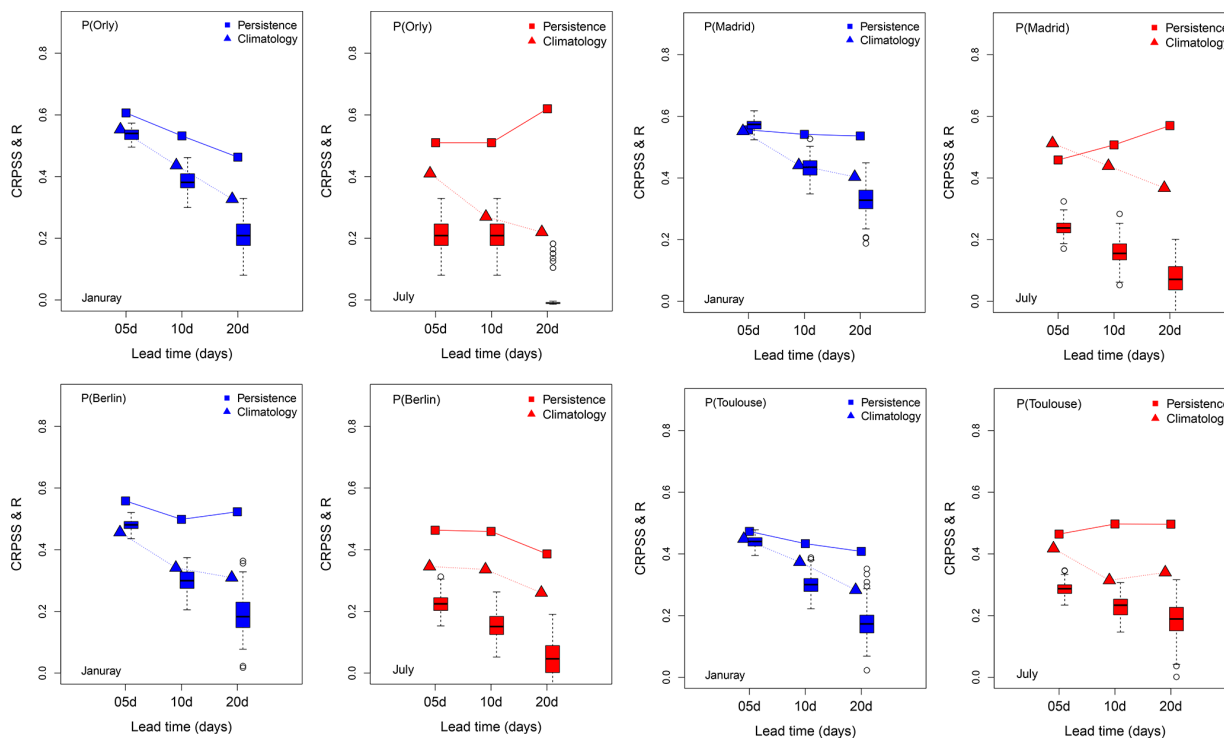 P(Orly)
Persistence
Climatology
CRPSS & R
0.8
0.6
0.4
0.2
0.0
Januray
05d 10d 20d
Lead time (days)
P(Orly)
Persistence
Climatology
CRPSS & R
0.8
0.6
0.4
0.2
0.0
July
05d 10d 20d
Lead time (days)
P(Madrid)
Persistence
Climatology
CRPSS & R
0.8
0.6
0.4
0.2
0.0
Januray
05d 10d 20d
Lead time (days)
P(Madrid)
Persistence
Climatology
CRPSS & R
0.8
0.6
0.4
0.2
0.0
July
05d 10d 20d
Lead time (days)
P(Berlin)
Persistence
Climatology
CRPSS & R
0.8
0.6
0.4
0.2
0.0
Januray
05d 10d 20d
Lead time (days)
P(Berlin)
Persistence
Climatology
CRPSS & R
0.8
0.6
0.4
0.2
0.0
July
05d 10d 20d
Lead time (days)
P(Toulouse)
Persistence
Climatology
CRPSS & R
0.8
0.6
0.4
0.2
0.0
Januray
05d 10d 20d
Lead time (days)
P(Toulouse)
Persistence
Climatology
CRPSS & R
0.8
0.6
0.4
0.2
0.0
July
05d 10d 20d
Lead time (days)